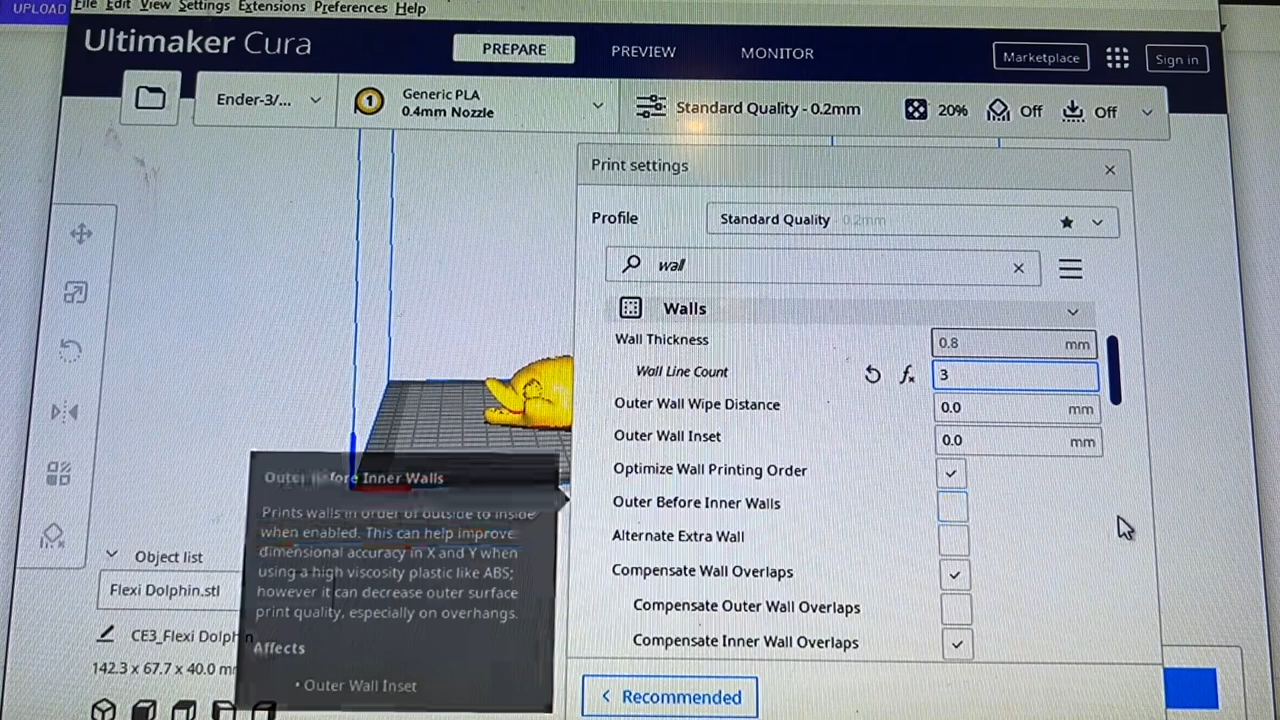 UPLOAD
File Edit View Settings Extensions Preferences Help
Ultimaker Cura
PREPARE
PREVIEW
MONITOR
Marketplace
Sign in
Ender-3/...
1
Generic PLA
0.4mm Nozzle
Standard Quality - 0.2mm
20%
Off
Off
Print settings
Profile
Standard Quality 0.2mm
wall
Walls
Wall Thickness
0.8 mm
Wall Line Count
3
Outer Wall Wipe Distance
0.0 mm
Outer Wall Inset
0.0 mm
Optimize Wall Printing Order
Outer Before Inner Walls
Alternate Extra Wall
Compensate Wall Overlaps
Compensate Outer Wall Overlaps
Compensate Inner Wall Overlaps
Recommended
Outer Before Inner Walls
Prints walls in order of outside to inside
when enabled. This can help improve
dimensional accuracy in X and Y when
using a high viscosity plastic like ABS;
however it can decrease outer surface
print quality, especially on overhangs.
Affects
• Outer Wall Inset
Object list
Flexi Dolphin.stl
CE3_Flexi Dolphin
142.3 x 67.7 x 40.0 m